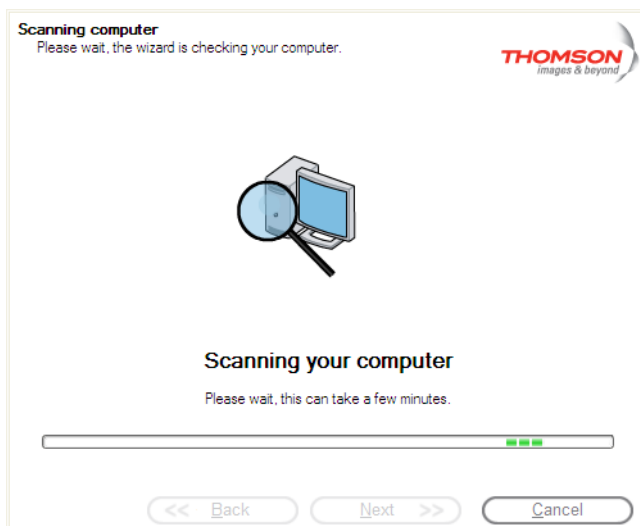 Scanning computer
Please wait, the wizard is checking your computer.
THOMSON
images & beyond
Scanning your computer
Please wait, this can take a few minutes.
<< Back
Next >>
Cancel